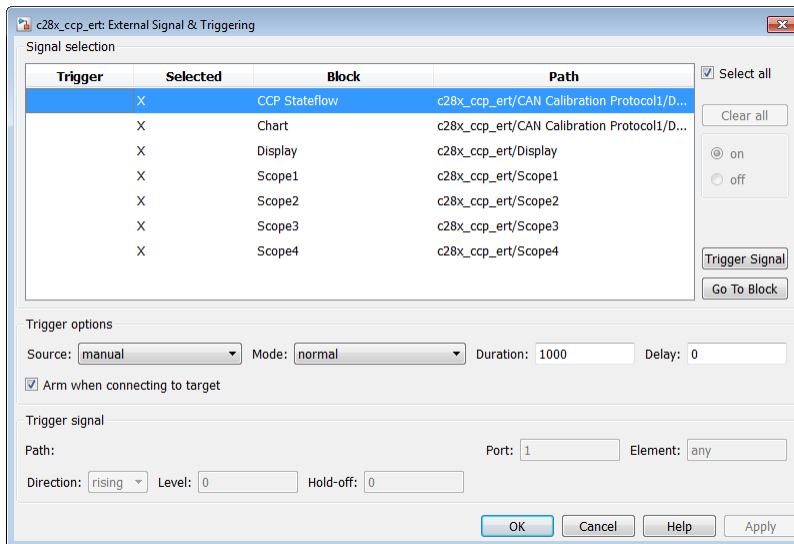 c28x_ccp_ert: External Signal & Triggering
Signal selection
Trigger Selected Block Path
X CCP Stateflow c28x_ccp_ert/CAN Calibration Protocol1/D...
X Chart c28x_ccp_ert/CAN Calibration Protocol1/D...
X Display c28x_ccp_ert/Display
X Scope1 c28x_ccp_ert/Scope1
X Scope2 c28x_ccp_ert/Scope2
X Scope3 c28x_ccp_ert/Scope3
X Scope4 c28x_ccp_ert/Scope4
Select all
Clear all
on
off
Trigger Signal
Go To Block
Trigger options
Source: manual Mode: normal Duration: 1000 Delay: 0
Arm when connecting to target
Trigger signal
Path: Port: 1 Element: any
Direction: rising Level: 0 Hold-off: 0
OK Cancel Help Apply